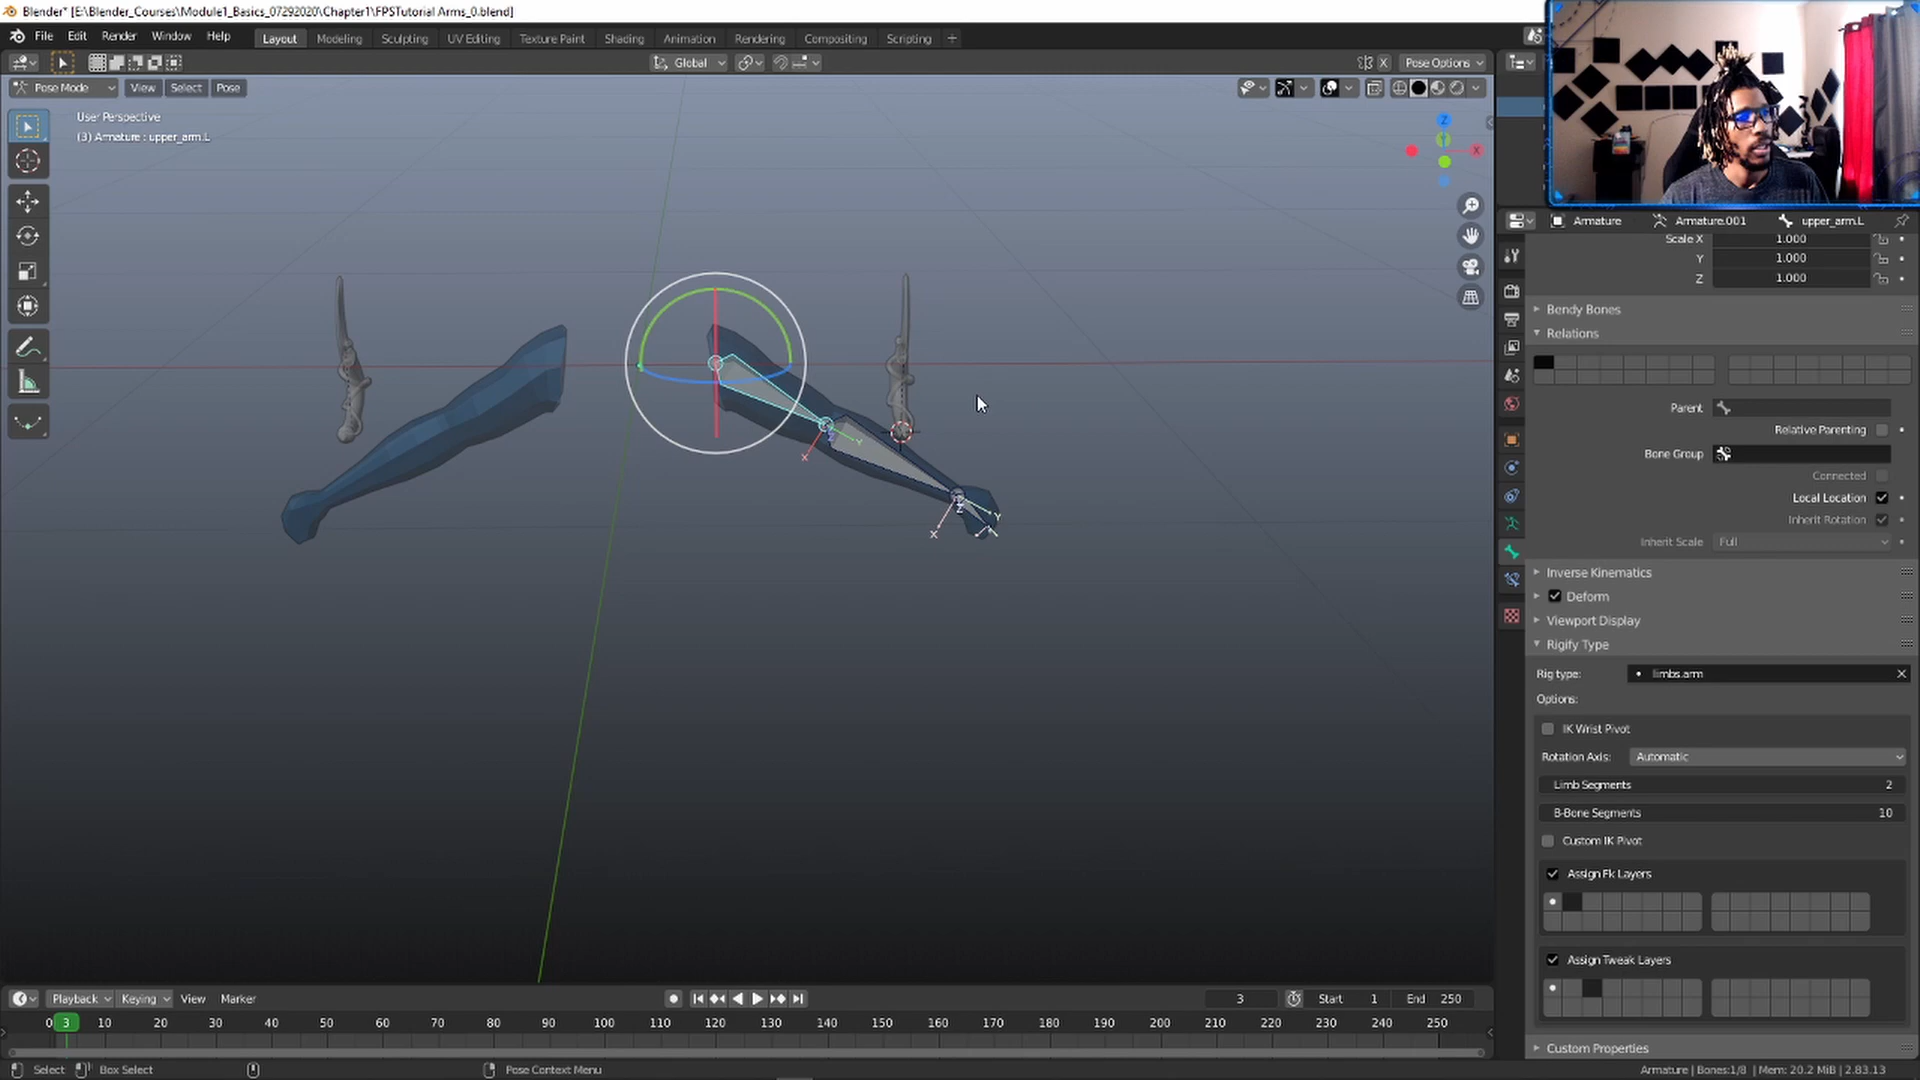 Blender* [E:\Blender_Courses\Module1_Basics_07292020\Chapter1\FPSTutorial Arms_0.blend]
File Edit Render Window Help Layout Modeling Sculpting UV Editing Texture Paint Shading Animation Rendering Compositing Scripting +
Global X Pose Options
Pose Mode View Select Pose
User Perspective
(3) Armature : upper_arm.L
Z
X
Armature Armature.001 upper_arm.L
Scale X 1.000
Y 1.000
Z 1.000
Bendy Bones
Relations
Parent
Relative Parenting
Bone Group
Connected
Local Location
Inherit Rotation
Inherit Scale Full
Inverse Kinematics
Deform
Viewport Display
Rigify Type
Rig type: limbs.arm
Options:
IK Wrist Pivot
Rotation Axis: Automatic
Limb Segments 2
B-Bone Segments 10
Custom IK Pivot
Assign Fk Layers
Assign Tweak Layers
Custom Properties
Z Y
X
Z Y
X
Playback Keying View Marker 3 Start 1 End 250
0 3 10 20 30 40 50 60 70 80 90 100 110 120 130 140 150 160 170 180 190 200 210 220 230 240 250
Select Box Select Pose Context Menu Armature | Bones:1/8 | Mem: 20.2 MiB | 2.83.13